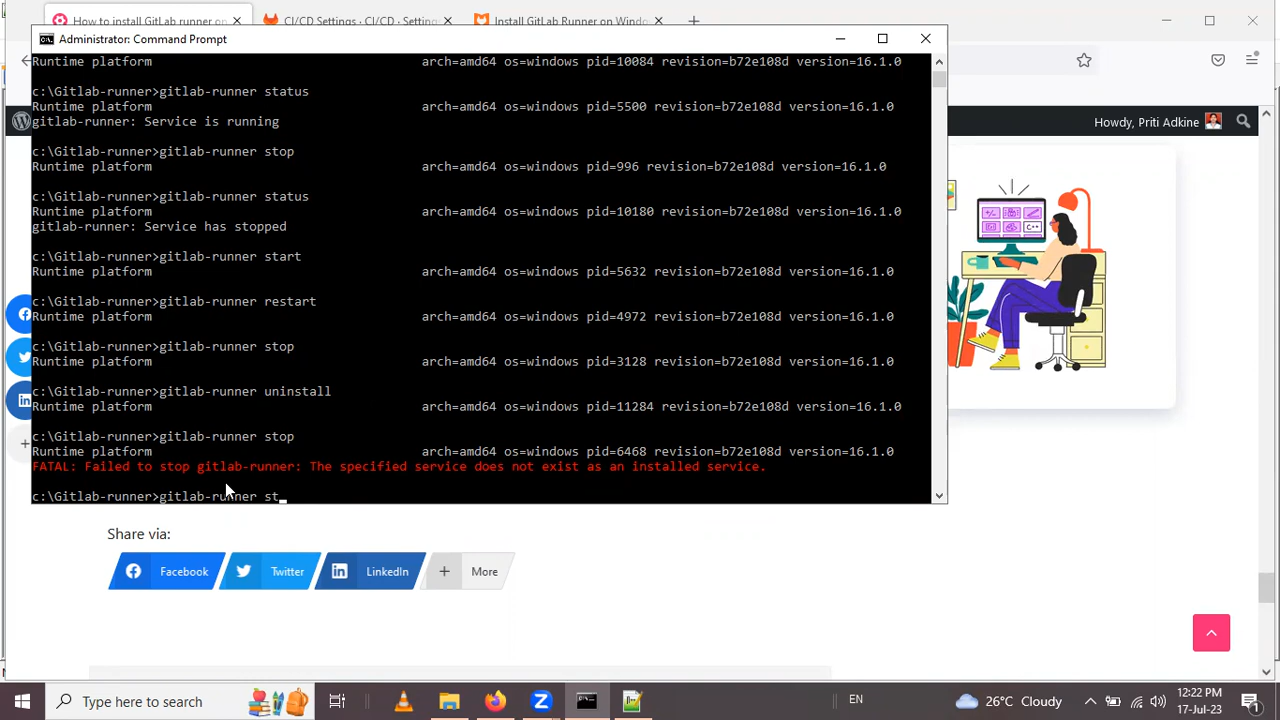 How to install GitLab runner on
CI/CD Settings · CI/CD · Settings
Install GitLab Runner on Windo
Administrator: Command Prompt
Runtime platform arch=amd64 os=windows pid=10084 revision=b72e108d version=16.1.0
c:\Gitlab-runner>gitlab-runner status
Runtime platform arch=amd64 os=windows pid=5500 revision=b72e108d version=16.1.0
gitlab-runner: Service is running
c:\Gitlab-runner>gitlab-runner stop
Runtime platform arch=amd64 os=windows pid=996 revision=b72e108d version=16.1.0
c:\Gitlab-runner>gitlab-runner status
Runtime platform arch=amd64 os=windows pid=10180 revision=b72e108d version=16.1.0
gitlab-runner: Service has stopped
c:\Gitlab-runner>gitlab-runner start
Runtime platform arch=amd64 os=windows pid=5632 revision=b72e108d version=16.1.0
c:\Gitlab-runner>gitlab-runner restart
Runtime platform arch=amd64 os=windows pid=4972 revision=b72e108d version=16.1.0
c:\Gitlab-runner>gitlab-runner stop
Runtime platform arch=amd64 os=windows pid=3128 revision=b72e108d version=16.1.0
c:\Gitlab-runner>gitlab-runner uninstall
Runtime platform arch=amd64 os=windows pid=11284 revision=b72e108d version=16.1.0
c:\Gitlab-runner>gitlab-runner stop
Runtime platform arch=amd64 os=windows pid=6468 revision=b72e108d version=16.1.0
FATAL: Failed to stop gitlab-runner: The specified service does not exist as an installed service.
c:\Gitlab-runner>gitlab-runner st_
Howdy, Priti Adkine
C++
Share via:
Facebook Twitter LinkedIn More
Type here to search
EN
26°C Cloudy
12:22 PM
17-Jul-23
1